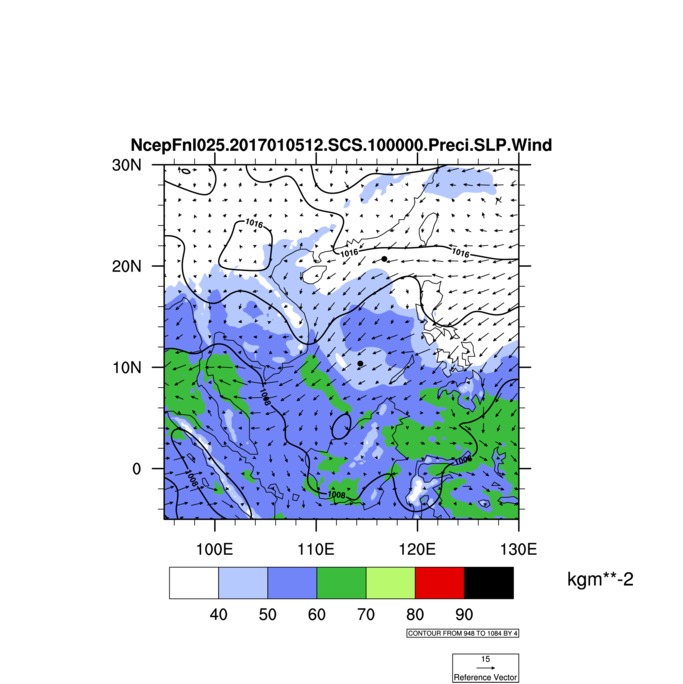 NcepFnl025.2017010512.SCS.100000.Preci.SLP.Wind
30N
1016
1016
1016
20N
10N
1008
1008
0
1008
1008
100E 110E 120E 130E
kgm**-2
40 50 60 70 80 90
CONTOUR FROM 948 TO 1084 BY 4
15
Reference Vector